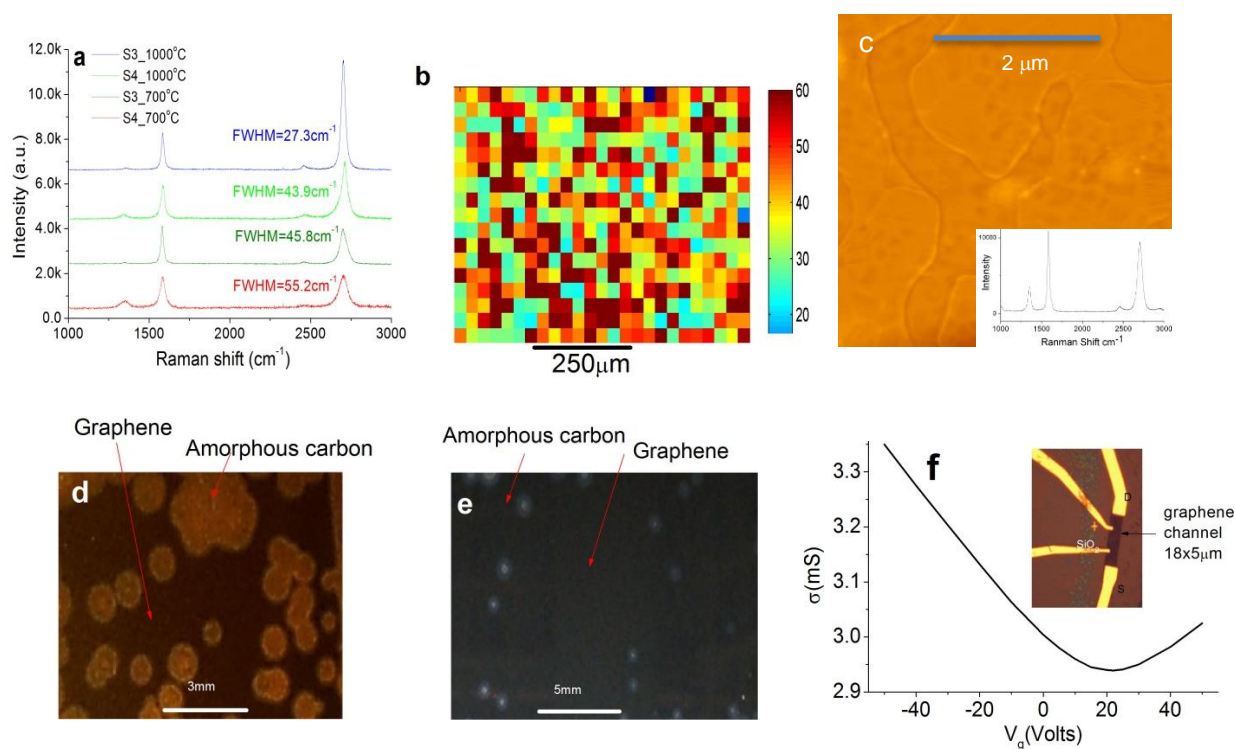 a
S3_1000°C
S4_1000°C
S3_700°C
S4_700°C
12.0k
10.0k
8.0k
6.0k
4.0k
2.0k
0.0
FWHM=27.3cm⁻¹
FWHM=43.9cm⁻¹
FWHM=45.8cm⁻¹
FWHM=55.2cm⁻¹
Intensity (a.u.)
1000 1500 2000 2500 3000
Raman shift (cm⁻¹)
b
60
50
40
30
20
250μm
c
2 μm
10000
0
Intensity
1000 1500 2000 2500 3000
Ranman Shift cm⁻¹
Graphene
Amorphous carbon
d
3mm
Amorphous carbon
Graphene
e
5mm
f
3.3
3.2
3.1
3.0
2.9
σ(mS)
-40 -20 0 20 40
V_g(Volts)
D
SiO₂
S
graphene
channel
18x5μm